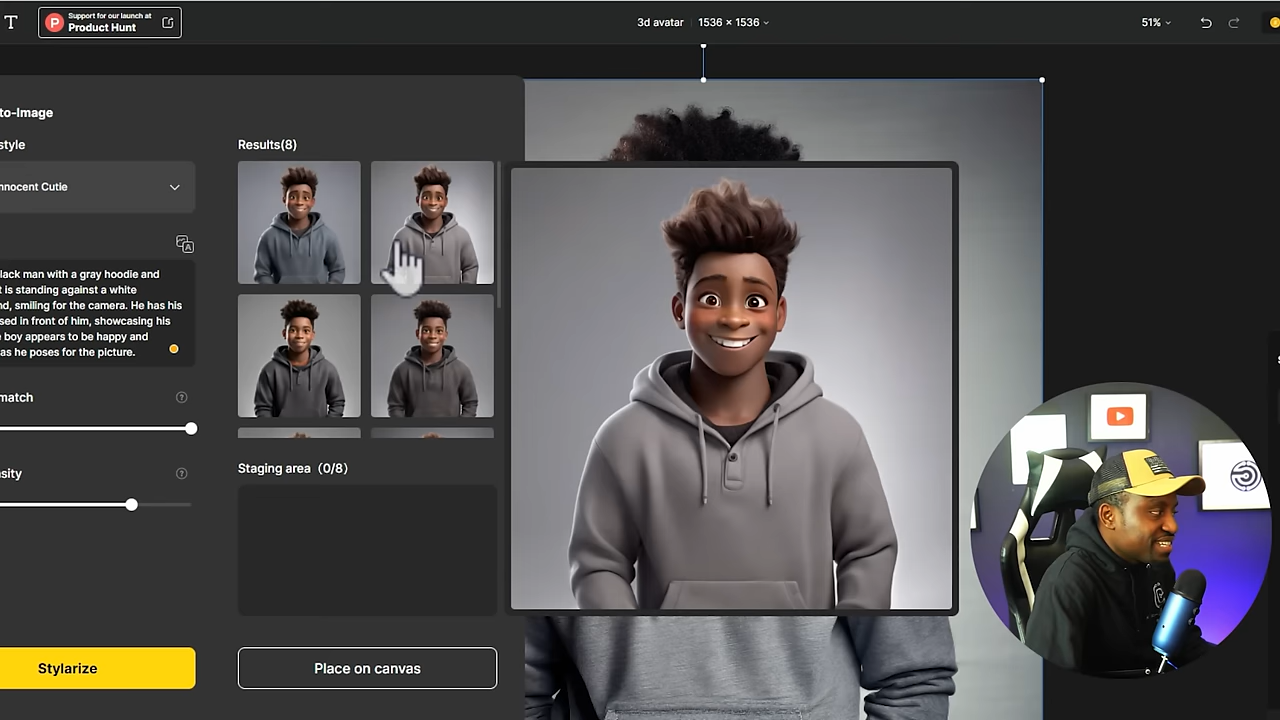 T
Support for our launch at
Product Hunt
3d avatar
1536 × 1536
51%
to-Image
style
nnocent Cutie
lack man with a gray hoodie and
t is standing against a white
nd, smiling for the camera. He has his
sed in front of him, showcasing his
e boy appears to be happy and
as he poses for the picture.
match
sity
Stylarize
Results(8)
Staging area (0/8)
Place on canvas